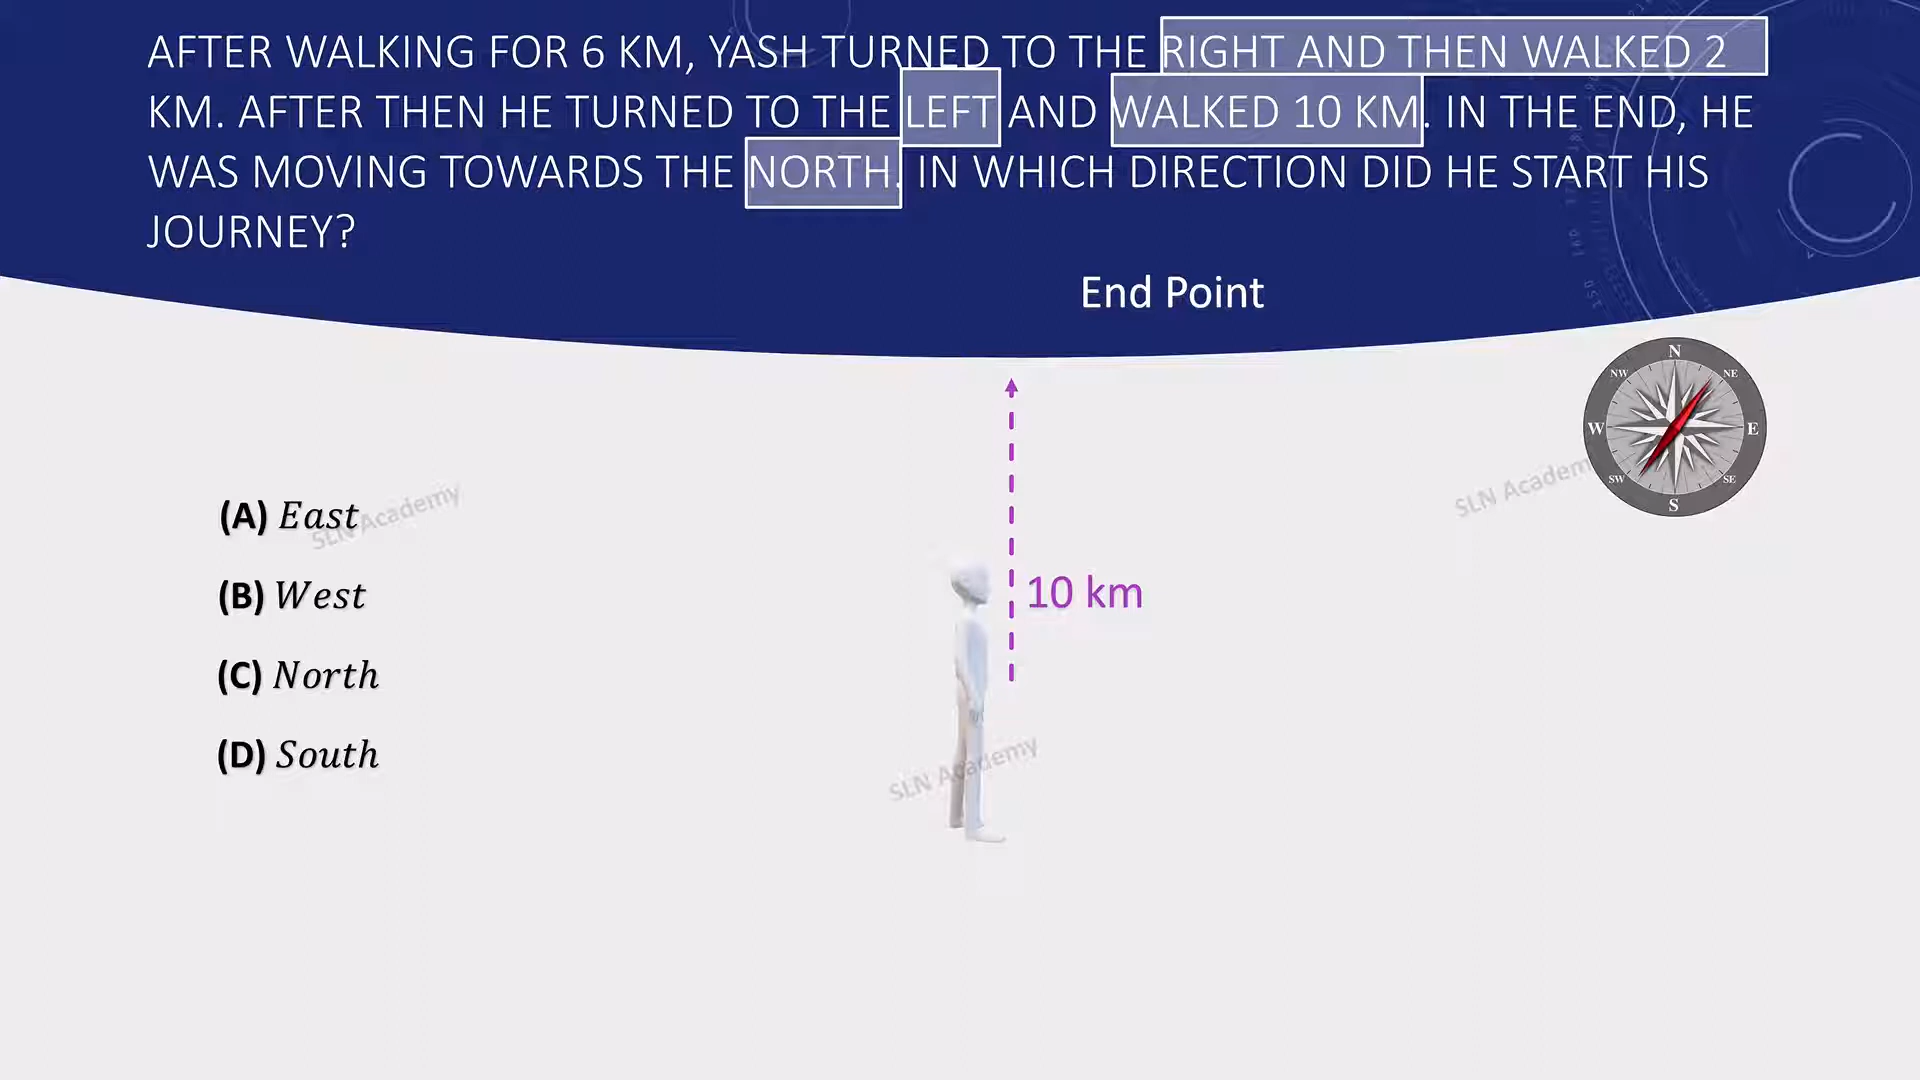 AFTER WALKING FOR 6 KM, YASH TURNED TO THE RIGHT AND THEN WALKED 2
KM. AFTER THEN HE TURNED TO THE LEFT AND WALKED 10 KM. IN THE END, HE
WAS MOVING TOWARDS THE NORTH. IN WHICH DIRECTION DID HE START HIS
JOURNEY?
End Point
N
NW NE
W E
SW SE
S
SLN Academy
(A) East
SLN Academy
(B) West
10 km
(C) North
(D) South
SLN Academy